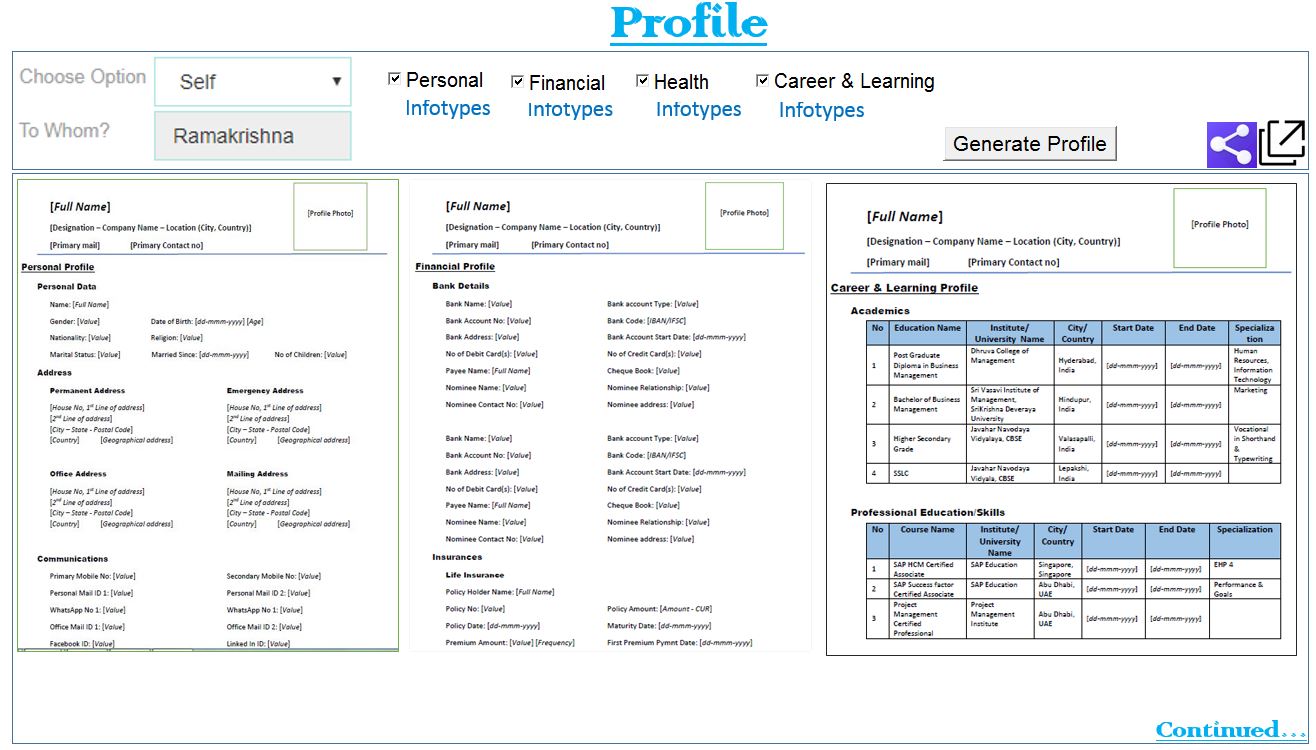 Profile
Choose Option Self
Personal Financial Health Career & Learning
Infotypes Infotypes Infotypes Infotypes
To Whom? Ramakrishna
Generate Profile
[Full Name]
[Profile Photo]
[Designation – Company Name – Location (City, Country)]
[Primary mail] [Primary Contact no]
Personal Profile
Personal Data
Name: [Full Name]
Gender: [Value] Date of Birth: [dd-mmm-yyyy] [Age]
Nationality: [Value] Religion: [Value]
Marital Status: [Value] Married Since: [dd-mmm-yyyy] No of Children: [Value]
Address
Permanent Address Emergency Address
[House No, 1st Line of address] [House No, 1st Line of address]
[2nd Line of address] [2nd Line of address]
[City – State - Postal Code] [City – State - Postal Code]
[Country] [Geographical address] [Country] [Geographical address]
Office Address Mailing Address
[House No, 1st Line of address] [House No, 1st Line of address]
[2nd Line of address] [2nd Line of address]
[City – State - Postal Code] [City – State - Postal Code]
[Country] [Geographical address] [Country] [Geographical address]
Communications
Primary Mobile No: [Value] Secondary Mobile No: [Value]
Personal Mail ID 1: [Value] Personal Mail ID 2: [Value]
WhatsApp No 1: [Value] WhatsApp No 1: [Value]
Office Mail ID 1: [Value] Office Mail ID 2: [Value]
Facebook ID: [Value] Linked In ID: [Value]
[Full Name]
[Profile Photo]
[Designation – Company Name – Location (City, Country)]
[Primary mail] [Primary Contact no]
Financial Profile
Bank Details
Bank Name: [Value] Bank account Type: [Value]
Bank Account No: [Value] Bank Code: [IBAN/IFSC]
Bank Address: [Value] Bank Account Start Date: [dd-mmm-yyyy]
No of Debit Card(s): [Value] No of Credit Card(s): [Value]
Payee Name: [Full Name] Cheque Book: [Value]
Nominee Name: [Value] Nominee Relationship: [Value]
Nominee Contact No: [Value] Nominee address: [Value]
Bank Name: [Value] Bank account Type: [Value]
Bank Account No: [Value] Bank Code: [IBAN/IFSC]
Bank Address: [Value] Bank Account Start Date: [dd-mmm-yyyy]
No of Debit Card(s): [Value] No of Credit Card(s): [Value]
Payee Name: [Full Name] Cheque Book: [Value]
Nominee Name: [Value] Nominee Relationship: [Value]
Nominee Contact No: [Value] Nominee address: [Value]
Insurances
Life Insurance
Policy Holder Name: [Full Name]
Policy No: [Value] Policy Amount: [Amount - CUR]
Policy Date: [dd-mmm-yyyy] Maturity Date: [dd-mmm-yyyy]
Premium Amount: [Value] [Frequency] First Premium Pymnt Date: [dd-mmm-yyyy]
[Full Name]
[Profile Photo]
[Designation – Company Name – Location (City, Country)]
[Primary mail] [Primary Contact no]
Career & Learning Profile
Academics
No Education Name Institute/ City/ Start Date End Date Specializa
University Name Country tion
Post Graduate Dhruva College of Human
1 Diploma in Business Management Hyderabad, [dd-mmm-yyyy] [dd-mmm-yyyy] Resources,
Management India Information
Technology
Sri Vasavi Institute of Marketing
2 Bachelor of Business Management, Hindupur, [dd-mmm-yyyy] [dd-mmm-yyyy]
Management SriKrishna Deveraya India
University
Javahar Navodaya Vocational
3 Higher Secondary Vidyalaya, CBSE Valasapalli, [dd-mmm-yyyy] [dd-mmm-yyyy] in Shorthand
Grade India &
Typewriting
4 SSLC Javahar Navodaya Lepakshi, [dd-mmm-yyyy] [dd-mmm-yyyy]
Vidyala, CBSE India
Professional Education/Skills
No Course Name Institute/ City/ Start Date End Date Specialization
University Country
Name
1 SAP HCM Certified SAP Education Singapore, [dd-mmm-yyyy] [dd-mmm-yyyy] EHP 4
Associate Singapore
2 SAP Success factor SAP Education Abu Dhabi, [dd-mmm-yyyy] [dd-mmm-yyyy] Performance &
Certified Associate UAE Goals
Project Project
3 Management Management Abu Dhabi, [dd-mmm-yyyy] [dd-mmm-yyyy]
Certified Institute UAE
Professional
Continued...